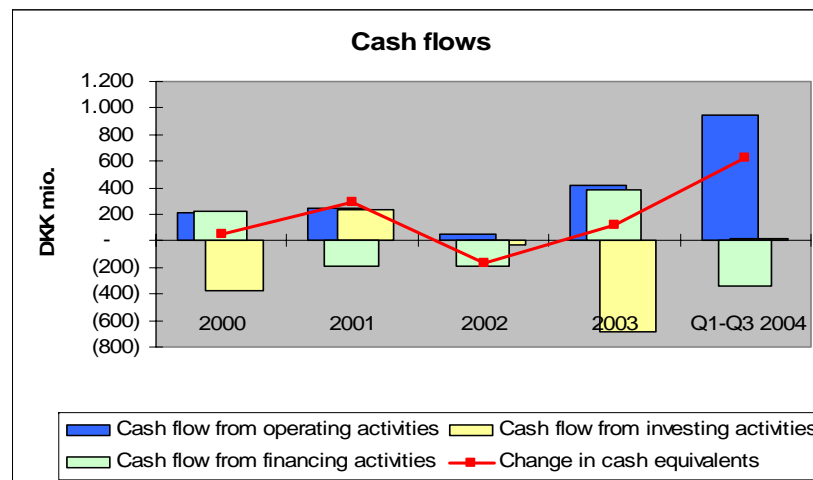 Cash flows
1.200
1.000
800
600
400
200
-
(200)
(400)
(600)
(800)
DKK mio.
2000 2001 2002 2003 Q1-Q3 2004
Cash flow from operating activities Cash flow from investing activities
Cash flow from financing activities Change in cash equivalents